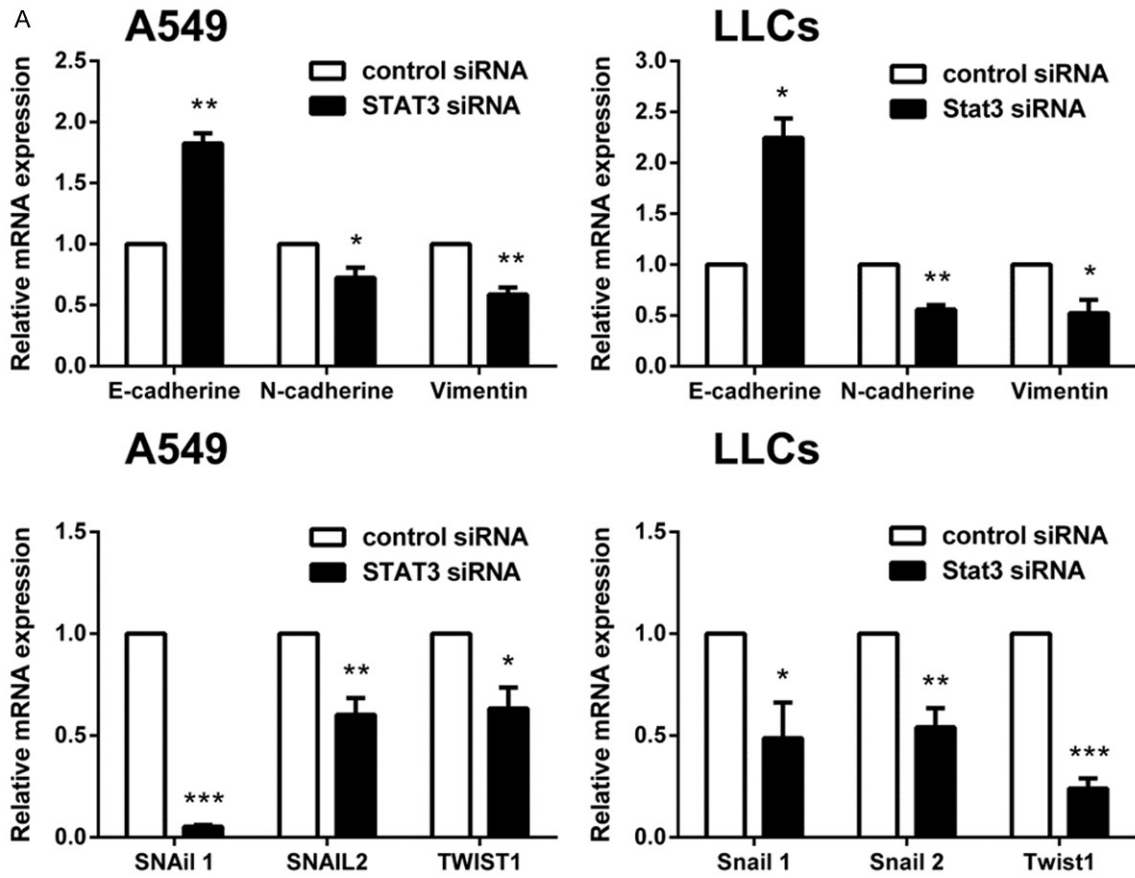 A
A549
LLCs
Relative mRNA expression
2.5
2.0
1.5
1.0
0.5
0.0
control siRNA
STAT3 siRNA
**
*
**
E-cadherine N-cadherine Vimentin
Relative mRNA expression
3.0
2.5
2.0
1.5
1.0
0.5
0.0
control siRNA
Stat3 siRNA
*
**
*
E-cadherine N-cadherine Vimentin
A549
LLCs
Relative mRNA expression
1.5
1.0
0.5
0.0
control siRNA
STAT3 siRNA
***
**
*
SNAil 1 SNAIL2 TWIST1
Relative mRNA expression
1.5
1.0
0.5
0.0
control siRNA
Stat3 siRNA
*
**
***
Snail 1 Snail 2 Twist1